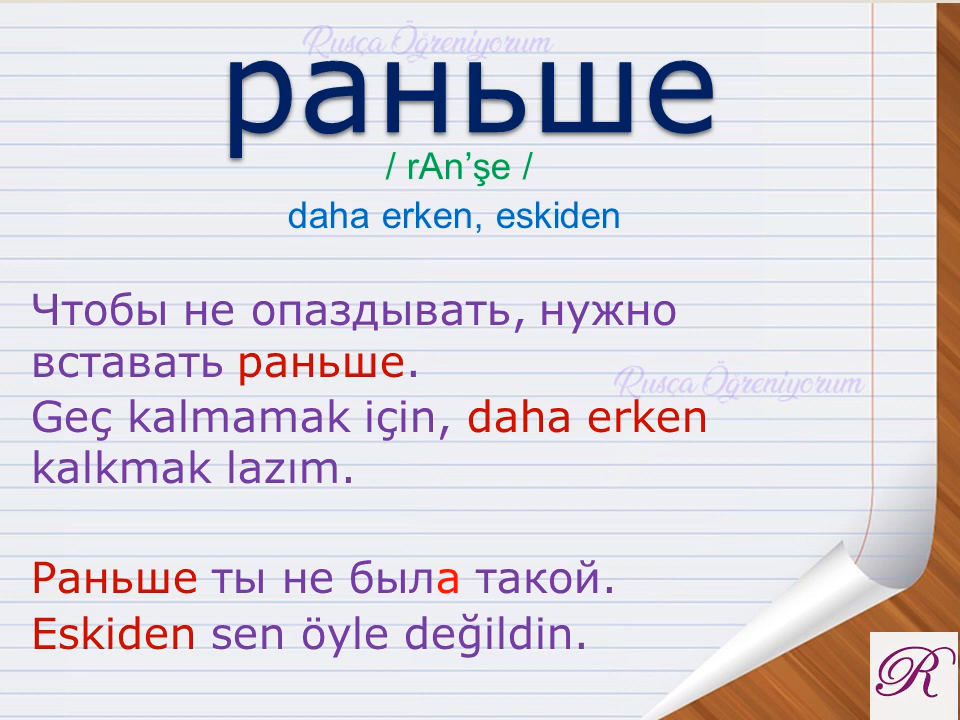 Rusça Öğreniyorum
раньше
/ rAn’şe /
daha erken, eskiden
Чтобы не опаздывать, нужно
вставать раньше.
Rusça Öğreniyorum
Geç kalmamak için, daha erken
kalkmak lazım.
Раньше ты не была такой.
Eskiden sen öyle değildin.
R